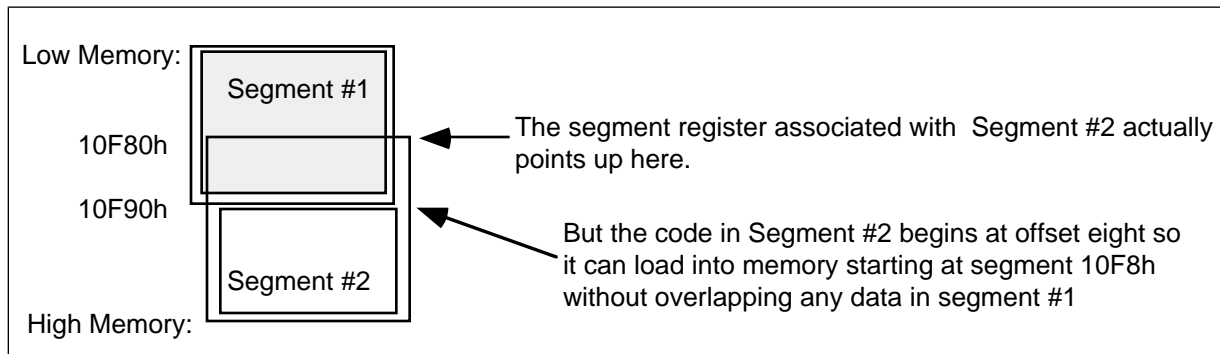 Low Memory:
Segment #1
10F80h
The segment register associated with Segment #2 actually
points up here.
10F90h
But the code in Segment #2 begins at offset eight so
it can load into memory starting at segment 10F8h
without overlapping any data in segment #1
Segment #2
High Memory: